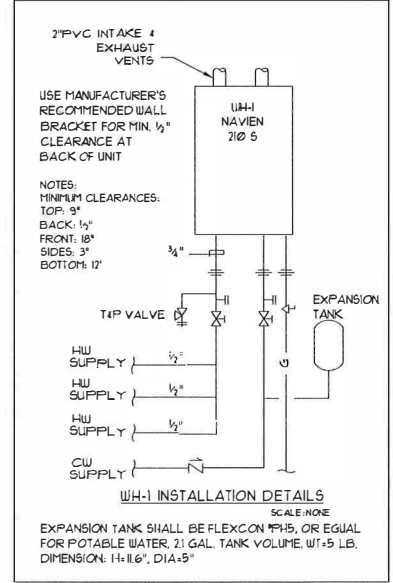 2"PVC INTAKE &
EXHAUST
VENTS
USE MANUFACTURER'S
RECOMMENDED WALL
BRACKET FOR MIN. ½"
CLEARANCE AT
BACK OF UNIT
WH-1
NAVIEN
210 S
NOTES:
MINIMUM CLEARANCES:
TOP: 9"
BACK: ½"
FRONT: 18"
SIDES: 3"
BOTTOM: 12'
¾"
T&P VALVE
EXPANSION
TANK
HW
SUPPLY
½"
HW
SUPPLY
½"
HW
SUPPLY
½"
G
CW
SUPPLY
WH-1 INSTALLATION DETAILS
SCALE:NONE
EXPANSION TANK SHALL BE FLEXCON #PH5, OR EQUAL
FOR POTABLE WATER, 2.1 GAL. TANK VOLUME, WT=5 LB,
DIMENSION: H=11.6", DIA=5"